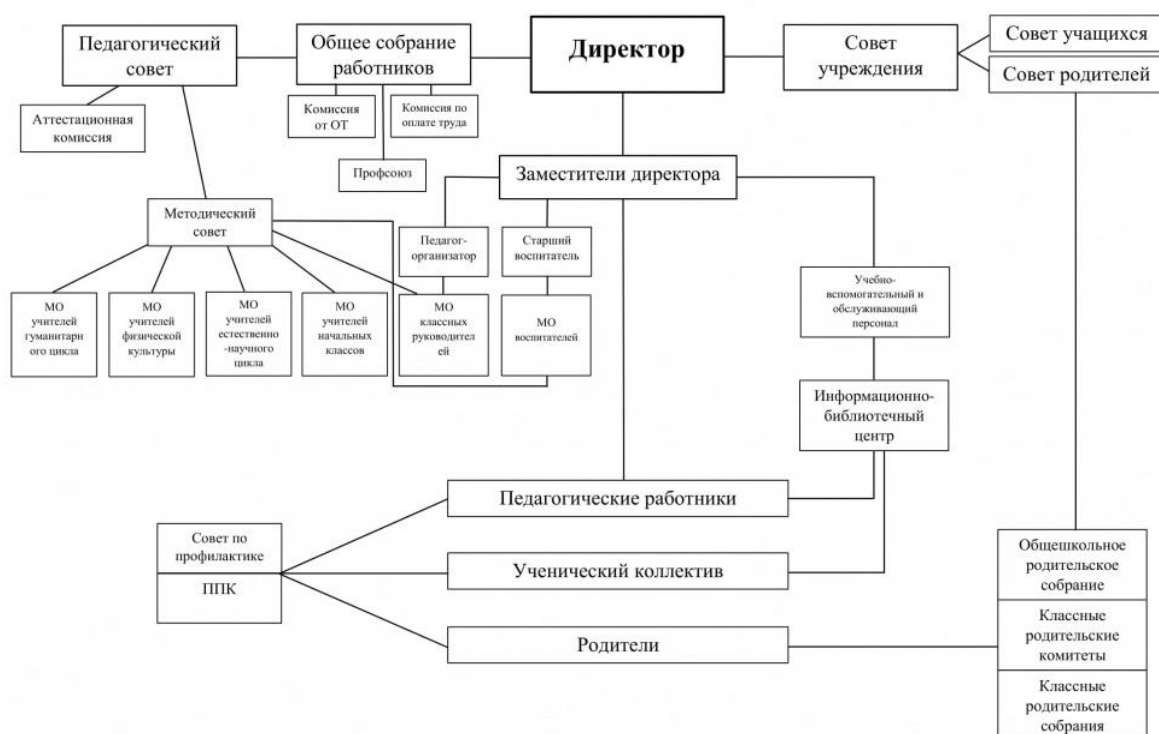 Педагогический
совет
Общее собрание
работников
Директор
Совет
учреждения
Совет учащихся
Совет родителей
Аттестационная
комиссия
Комиссия
от ОТ
Комиссия по
оплате труда
Профсоюз
Заместители директора
Методический
совет
Педагог-
организатор
Старший
воспитатель
Учебно-
вспомогательный и
обслуживающий
персонал
МО
учителей
гуманитарн
ого цикла
МО
учителей
физической
культуры
МО
учителей
естественно
-научного
цикла
МО
учителей
начальных
классов
МО
классных
руководител
ей
МО
воспитателей
Информационно-
библиотечный
центр
Педагогические работники
Совет по
профилактике
ППК
Ученический коллектив
Родители
Общешкольное
родительское
собрание
Классные
родительские
комитеты
Классные
родительские
собрания